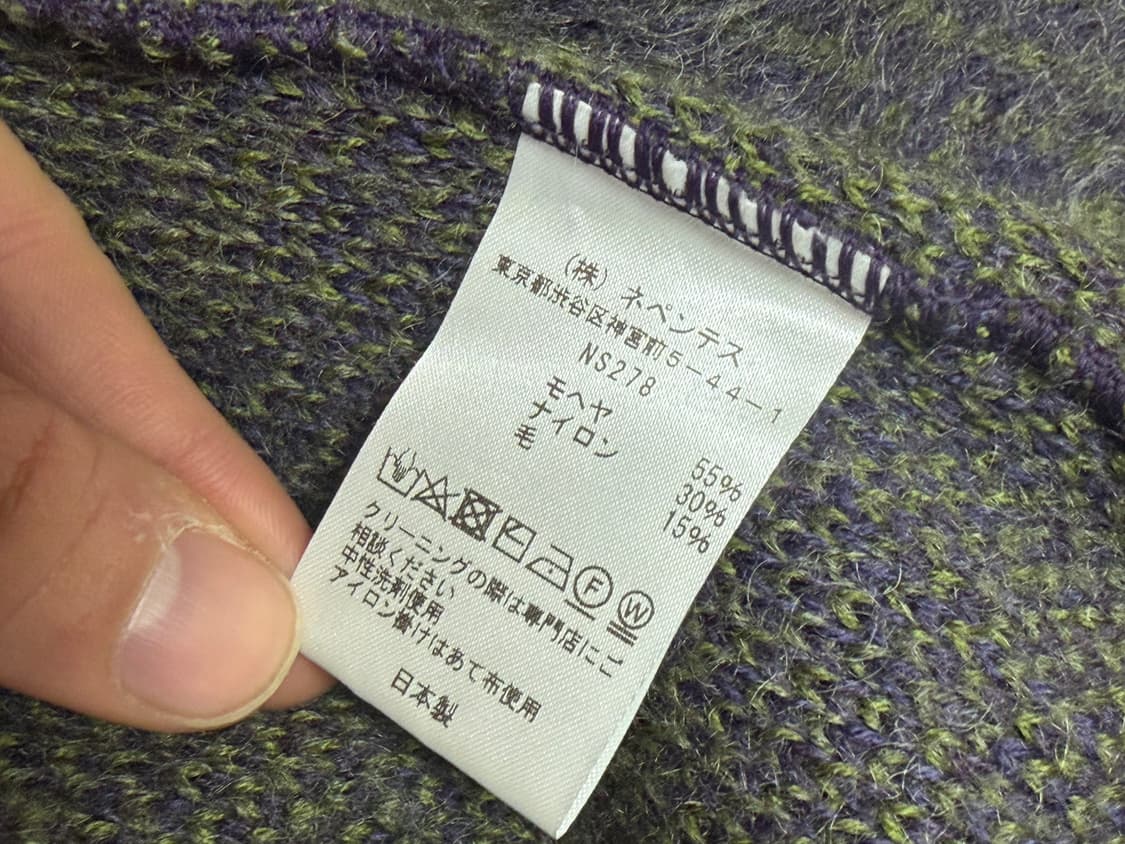 (株)ネペンテス
東京都渋谷区神宮前5-44-1
NS278
モヘヤ 55%
ナイロン 30%
毛 15%
F W
クリーニングの際は専門店にご
相談ください
中性洗剤使用
アイロン掛けはあて布使用
日本製